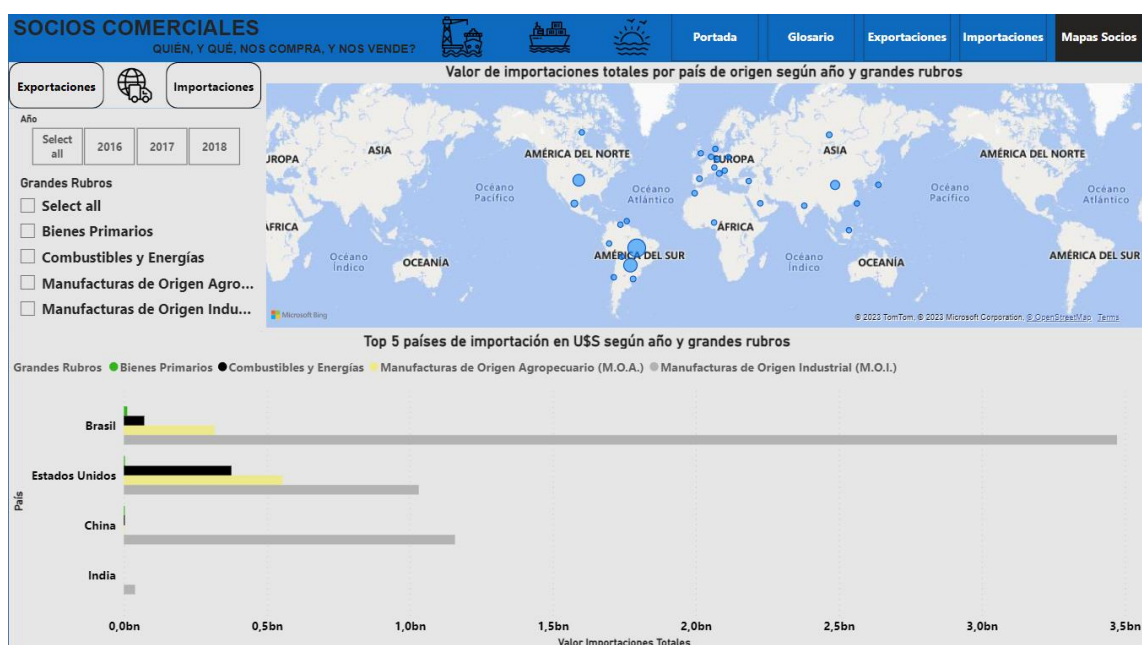 SOCIOS COMERCIALES
QUIÉN, Y QUÉ, NOS COMPRA, Y NOS VENDE?
Portada
Glosario
Exportaciones
Importaciones
Mapas Socios
Exportaciones
Importaciones
Año
Select all
2016
2017
2018
Grandes Rubros
Select all
Bienes Primarios
Combustibles y Energías
Manufacturas de Origen Agro...
Manufacturas de Origen Indu...
Valor de importaciones totales por país de origen según año y grandes rubros
UROPA
ASIA
AMÉRICA DEL NORTE
EUROPA
ASIA
AMÉRICA DEL NORTE
Océano Pacífico
Océano Atlántico
Océano Pacífico
Océano Atlántico
ÁFRICA
ÁFRICA
Océano Índico
OCEANÍA
AMÉRICA DEL SUR
Océano Índico
OCEANÍA
AMÉRICA DEL SUR
Microsoft Bing
© 2023 TomTom, © 2023 Microsoft Corporation, © OpenStreetMap Terms
Top 5 países de importación en U$S según año y grandes rubros
Grandes Rubros Bienes Primarios Combustibles y Energías Manufacturas de Origen Agropecuario (M.O.A.) Manufacturas de Origen Industrial (M.O.I.)
País
Brasil
Estados Unidos
China
India
0,0bn 0,5bn 1,0bn 1,5bn 2,0bn 2,5bn 3,0bn 3,5bn
Valor Importaciones Totales